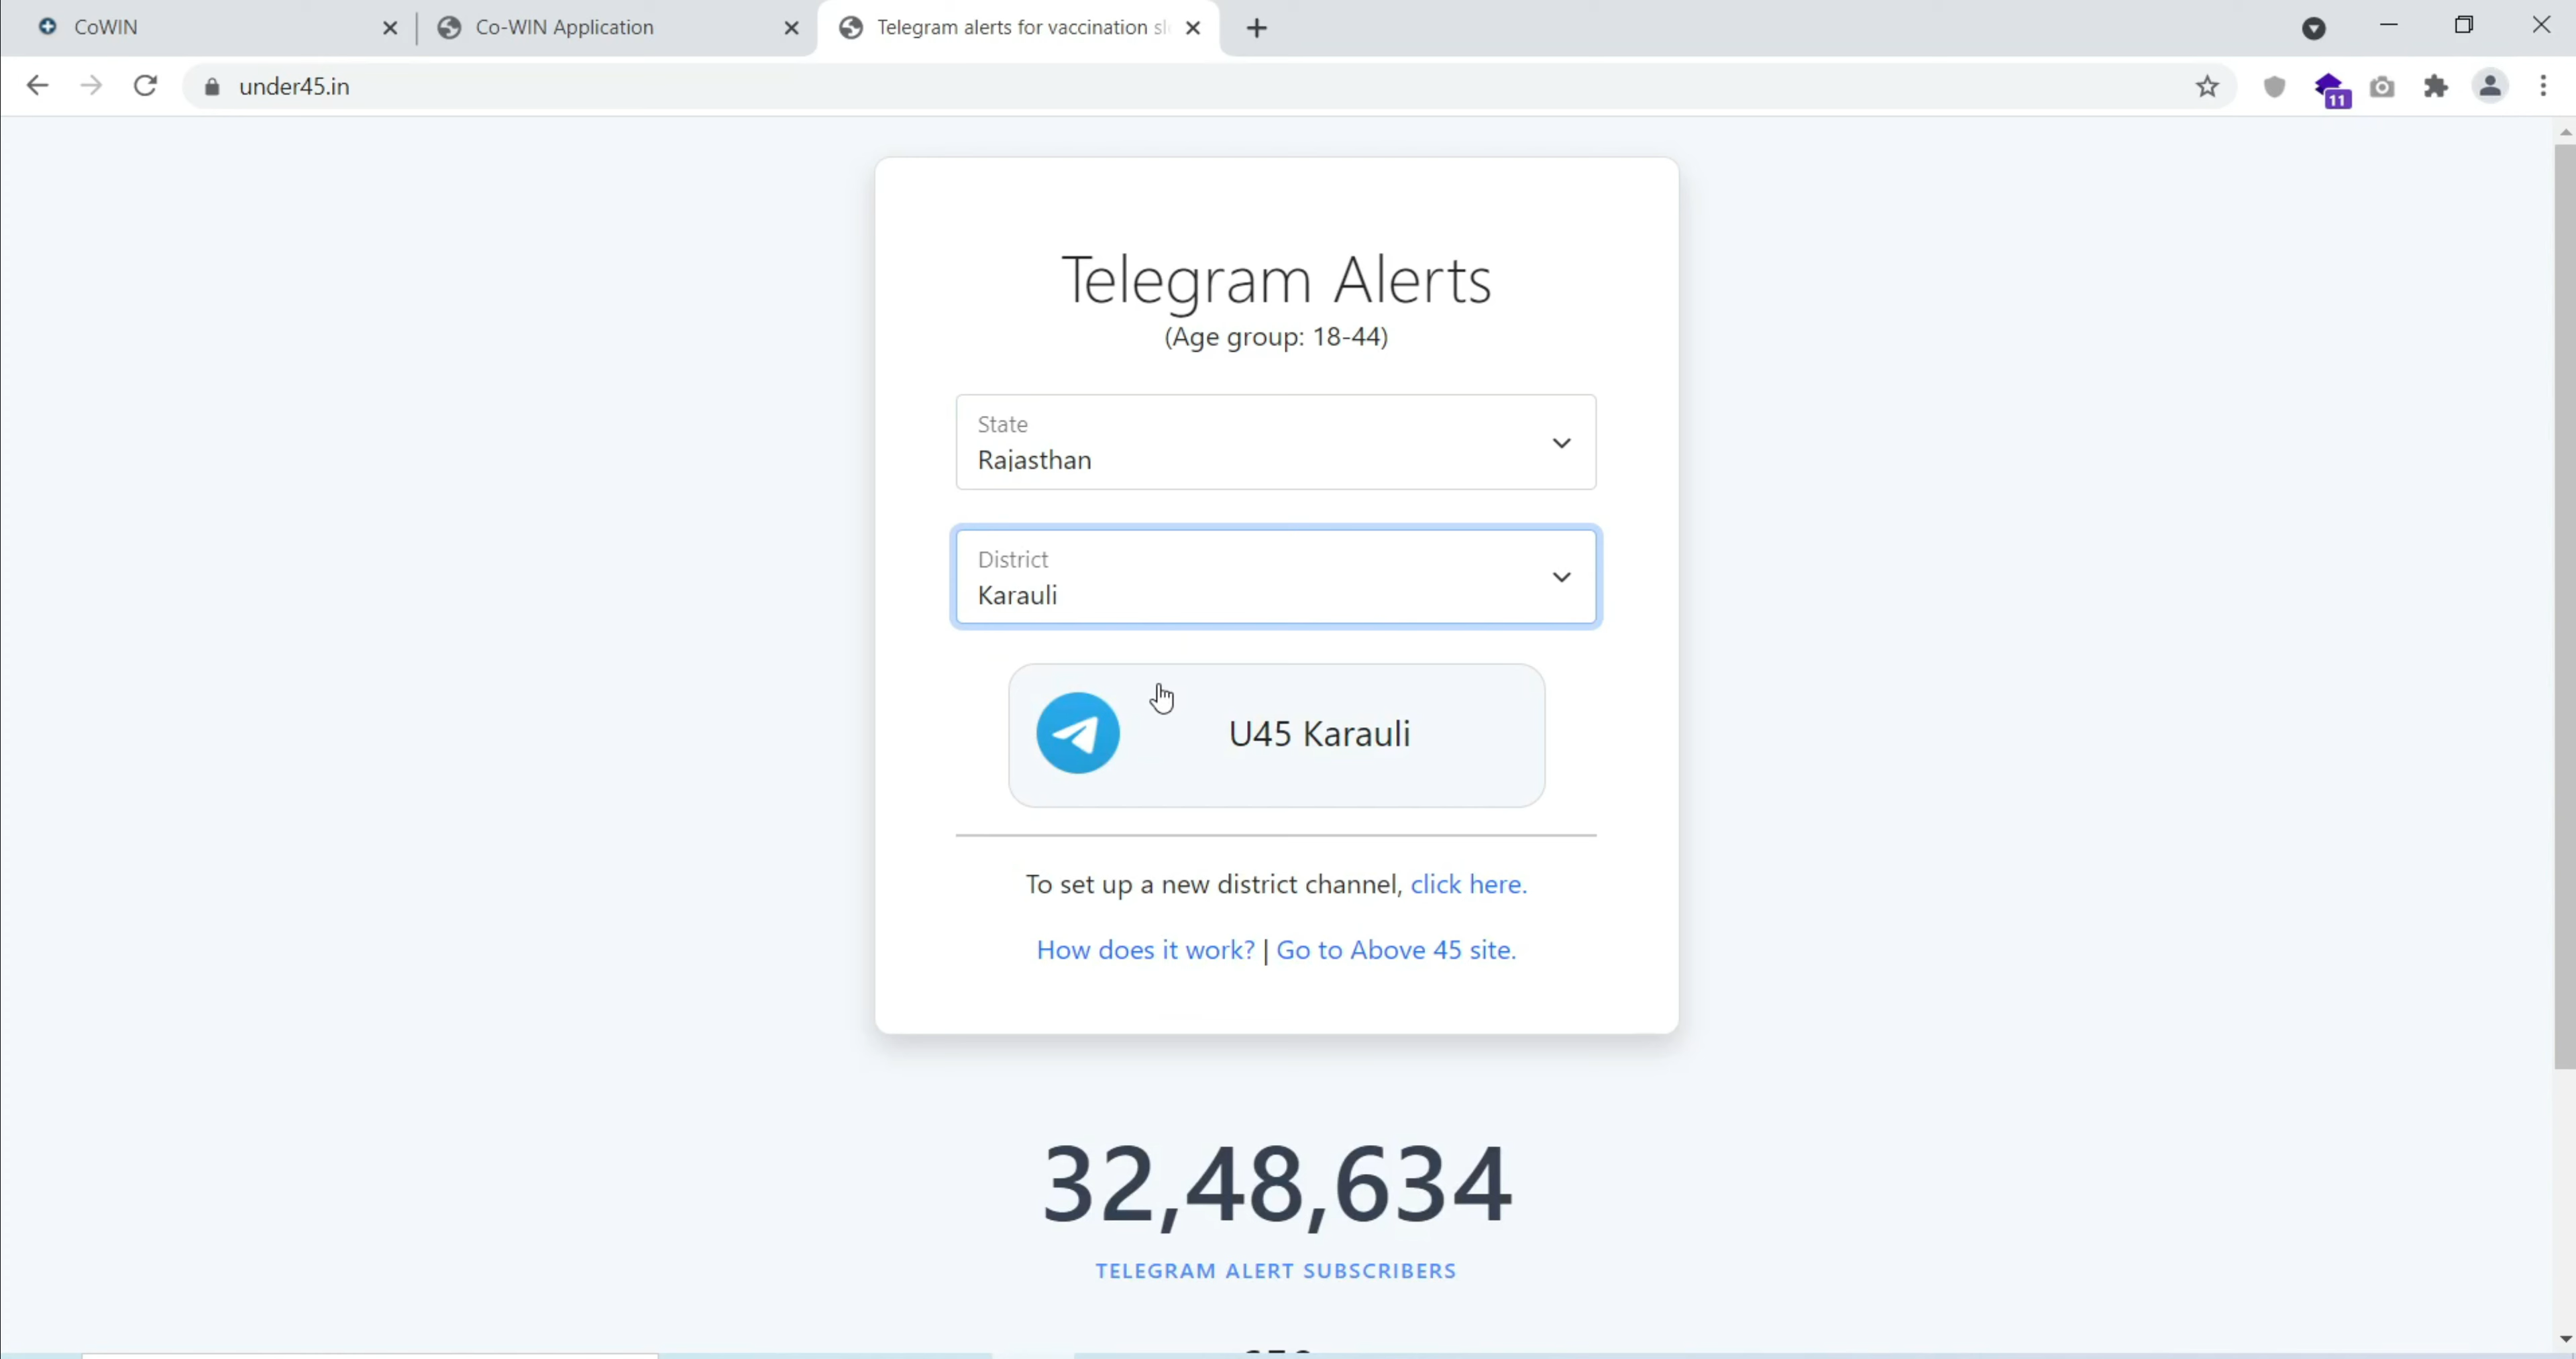 CoWIN
Co-WIN Application
Telegram alerts for vaccination
under45.in
11
Telegram Alerts
(Age group: 18-44)
State
Rajasthan
District
Karauli
U45 Karauli
To set up a new district channel, click here.
How does it work? | Go to Above 45 site.
32,48,634
TELEGRAM ALERT SUBSCRIBERS